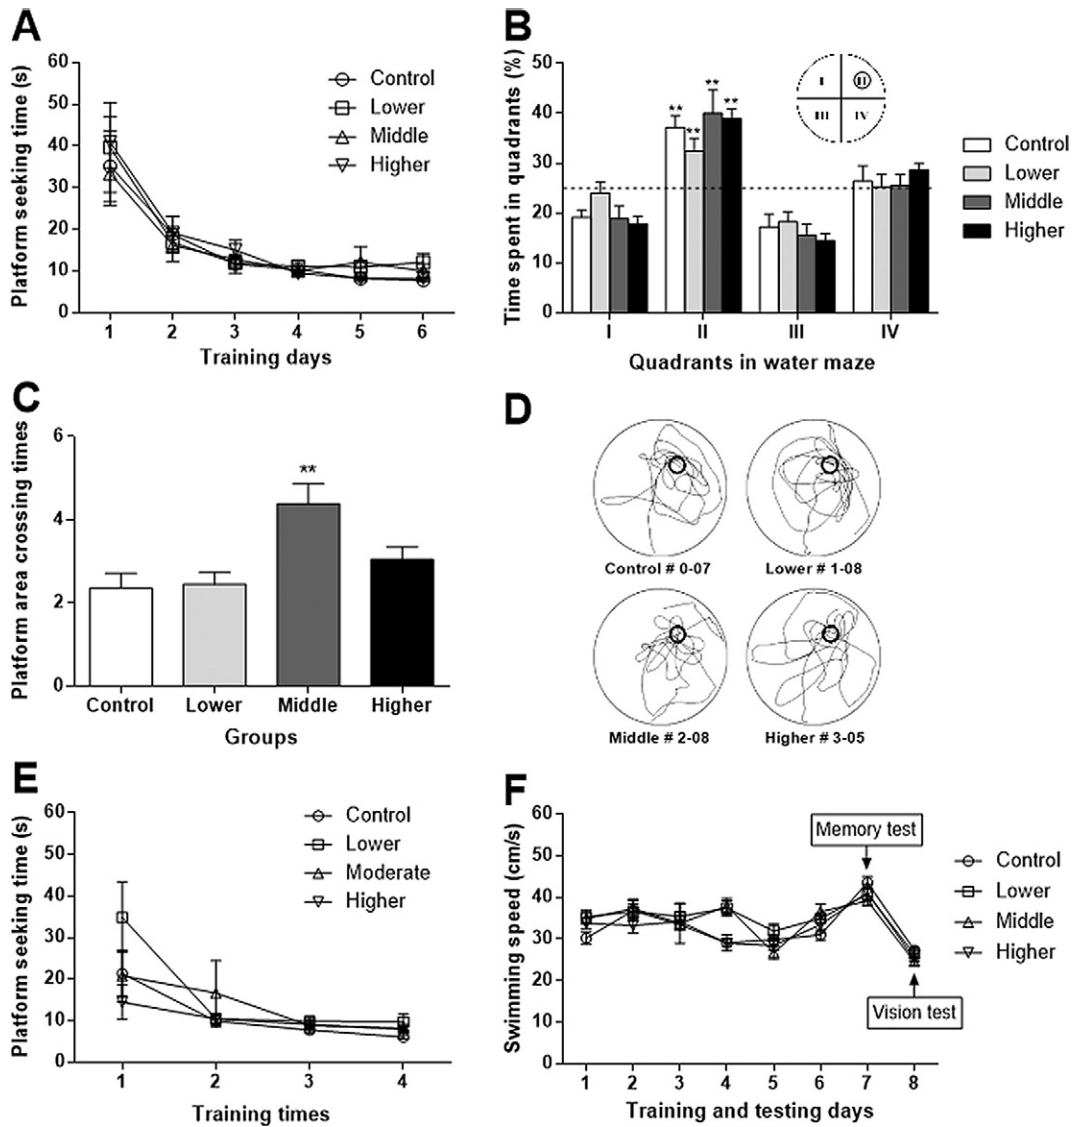 A
Platform seeking time (s)
60
50
40
30
20
10
0
1 2 3 4 5 6
Training days
Control
Lower
Middle
Higher
B
Time spent in quadrants (%)
50
40
30
20
10
0
** ** ** **
I II III IV
Quadrants in water maze
I II
III IV
Control
Lower
Middle
Higher
C
Platform area crossing times
6
4
2
0
**
Control Lower Middle Higher
Groups
D
Control # 0-07 Lower # 1-08
Middle # 2-08 Higher # 3-05
E
Platform seeking time (s)
60
50
40
30
20
10
0
1 2 3 4
Training times
Control
Lower
Moderate
Higher
F
Swimming speed (cm/s)
60
50
40
30
20
10
0
1 2 3 4 5 6 7 8
Training and testing days
Memory test
Vision test
Control
Lower
Middle
Higher